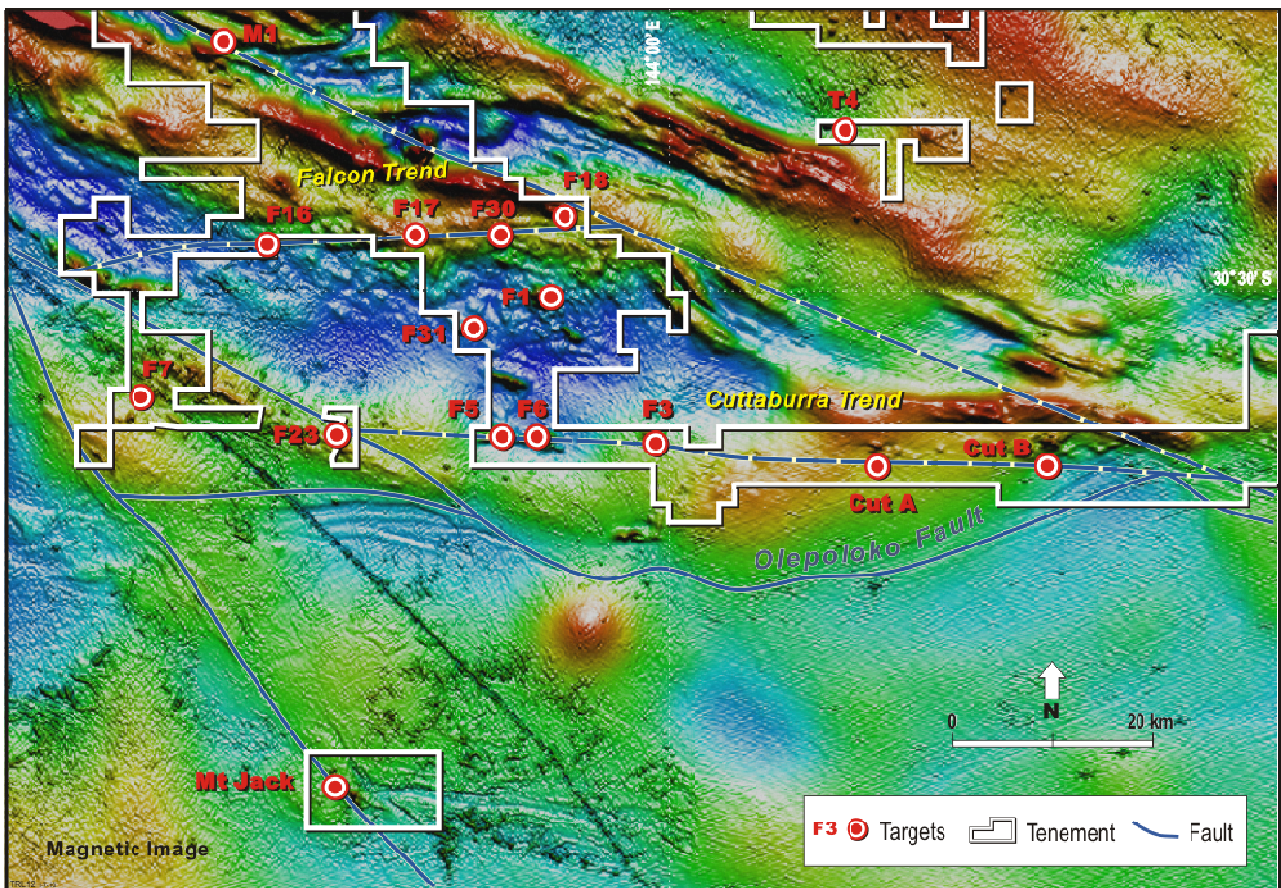 M1
144° 00' E
T4
Falcon Trend
F18
F16
F17
F30
30° 30' S
F1
F31
F7
Cuttaburra Trend
F5
F6
F3
F23
Cut B
Cut A
Olepoloko Fault
0
20 km
N
Mt Jack
F3
Targets
Tenement
Fault
Magnetic Image